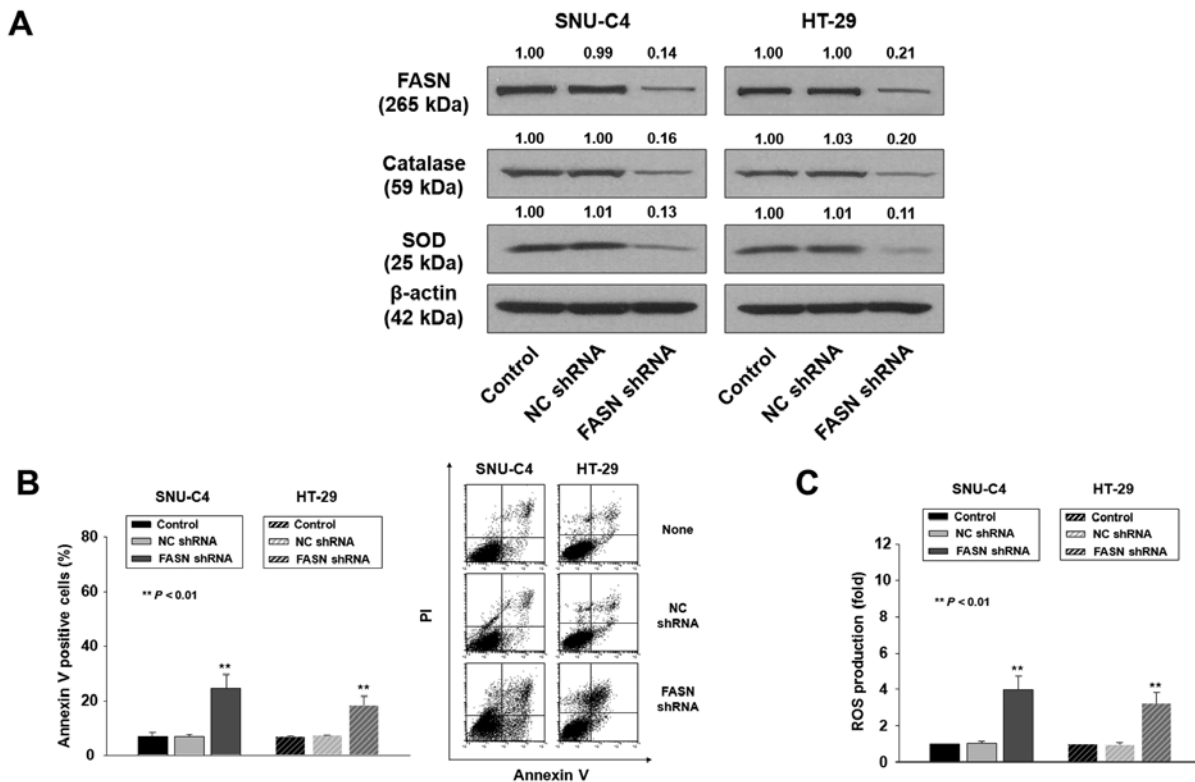 A
SNU-C4 HT-29
1.00 0.99 0.14 1.00 1.00 0.21
FASN
(265 kDa)
1.00 1.00 0.16 1.00 1.03 0.20
Catalase
(59 kDa)
1.00 1.01 0.13 1.00 1.01 0.11
SOD
(25 kDa)
β-actin
(42 kDa)
Control NC shRNA FASN shRNA Control NC shRNA FASN shRNA
B
SNU-C4 HT-29
Control Control
NC shRNA NC shRNA
FASN shRNA FASN shRNA
** P < 0.01
Annexin V positive cells (%)
80
60
40
20
0
** **
SNU-C4 HT-29
None
NC
shRNA
FASN
shRNA
PI
Annexin V
C
SNU-C4 HT-29
Control Control
NC shRNA NC shRNA
FASN shRNA FASN shRNA
** P < 0.01
ROS production (fold)
12
10
8
6
4
2
0
** **